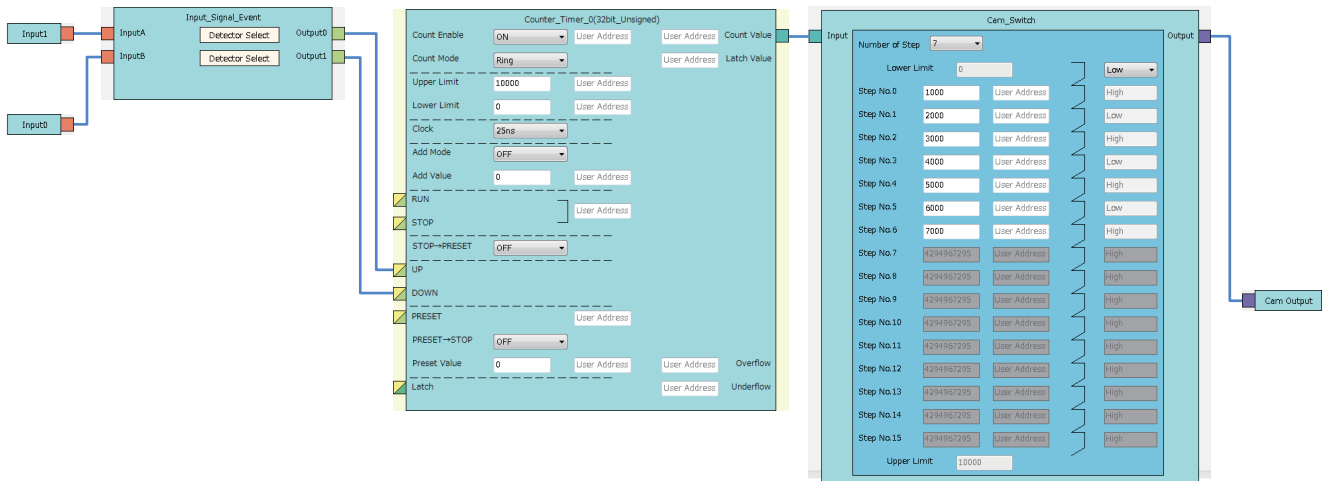 Input1
Input0
Input_Signal_Event
InputA Detector Select Output0
InputB Detector Select Output1
Counter_Timer_0(32bit_Unsigned)
Count Enable ON User Address User Address Count Value
Count Mode Ring User Address Latch Value
Upper Limit 10000 User Address
Lower Limit 0 User Address
Clock 25ns
Add Mode OFF
Add Value 0 User Address
RUN
User Address
STOP
STOP→PRESET OFF
UP
DOWN
PRESET User Address
PRESET→STOP OFF
Preset Value 0 User Address User Address Overflow
Latch User Address Underflow
Cam_Switch
Input Output
Number of Step 7
Lower Limit 0 Low
Step No.0 1000 User Address High
Step No.1 2000 User Address Low
Step No.2 3000 User Address High
Step No.3 4000 User Address Low
Step No.4 5000 User Address High
Step No.5 6000 User Address Low
Step No.6 7000 User Address High
Step No.7 4294967295 User Address High
Step No.8 4294967295 User Address High
Step No.9 4294967295 User Address High
Step No.10 4294967295 User Address High
Step No.11 4294967295 User Address High
Step No.12 4294967295 User Address High
Step No.13 4294967295 User Address High
Step No.14 4294967295 User Address High
Step No.15 4294967295 User Address High
Upper Limit 10000
Cam Output